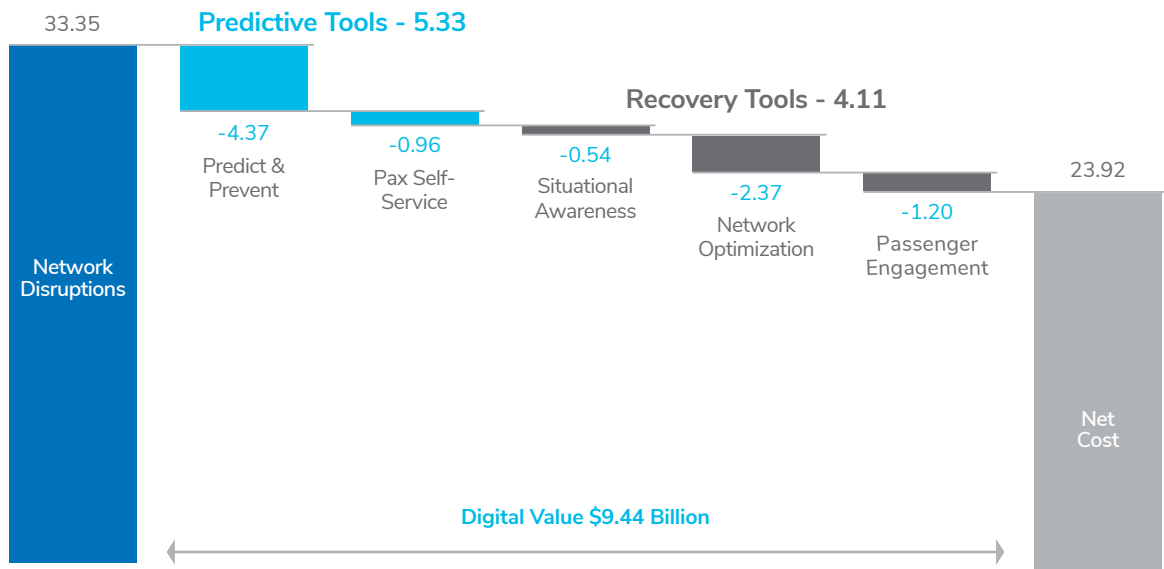 33.35
Predictive Tools - 5.33
Recovery Tools - 4.11
-4.37
Predict &
Prevent
-0.96
Pax Self-
Service
-0.54
Situational
Awareness
-2.37
Network
Optimization
-1.20
Passenger
Engagement
23.92
Network
Disruptions
Net
Cost
Digital Value $9.44 Billion